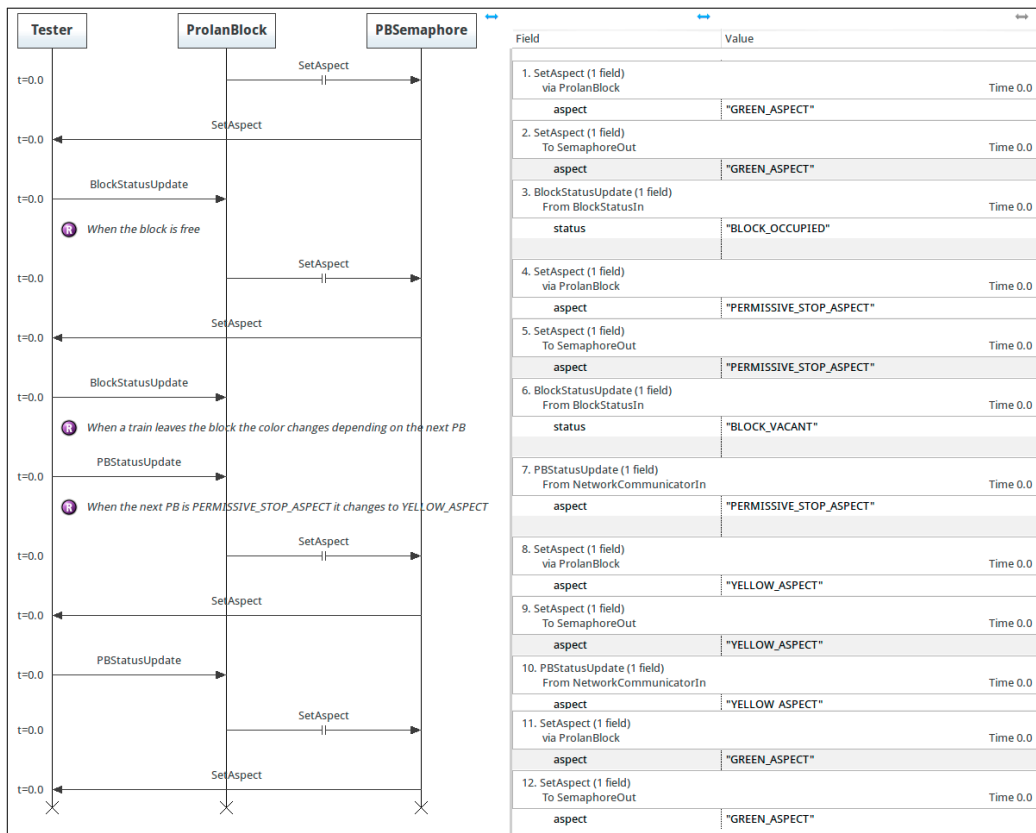 Tester
ProlanBlock
PBSemaphore
SetAspect
t=0.0
SetAspect
t=0.0
BlockStatusUpdate
t=0.0
R When the block is free
SetAspect
t=0.0
SetAspect
t=0.0
BlockStatusUpdate
t=0.0
R When a train leaves the block the color changes depending on the next PB
PBStatusUpdate
t=0.0
R When the next PB is PERMISSIVE_STOP_ASPECT it changes to YELLOW_ASPECT
SetAspect
t=0.0
SetAspect
t=0.0
PBStatusUpdate
t=0.0
SetAspect
t=0.0
SetAspect
t=0.0
Field Value
1. SetAspect (1 field)
via ProlanBlock Time 0.0
aspect "GREEN_ASPECT"
2. SetAspect (1 field)
To SemaphoreOut Time 0.0
aspect "GREEN_ASPECT"
3. BlockStatusUpdate (1 field)
From BlockStatusIn Time 0.0
status "BLOCK_OCCUPIED"
4. SetAspect (1 field)
via ProlanBlock Time 0.0
aspect "PERMISSIVE_STOP_ASPECT"
5. SetAspect (1 field)
To SemaphoreOut Time 0.0
aspect "PERMISSIVE_STOP_ASPECT"
6. BlockStatusUpdate (1 field)
From BlockStatusIn Time 0.0
status "BLOCK_VACANT"
7. PBStatusUpdate (1 field)
From NetworkCommunicatorIn Time 0.0
aspect "PERMISSIVE_STOP_ASPECT"
8. SetAspect (1 field)
via ProlanBlock Time 0.0
aspect "YELLOW_ASPECT"
9. SetAspect (1 field)
To SemaphoreOut Time 0.0
aspect "YELLOW_ASPECT"
10. PBStatusUpdate (1 field)
From NetworkCommunicatorIn Time 0.0
aspect "YELLOW_ASPECT"
11. SetAspect (1 field)
via ProlanBlock Time 0.0
aspect "GREEN_ASPECT"
12. SetAspect (1 field)
To SemaphoreOut Time 0.0
aspect "GREEN_ASPECT"